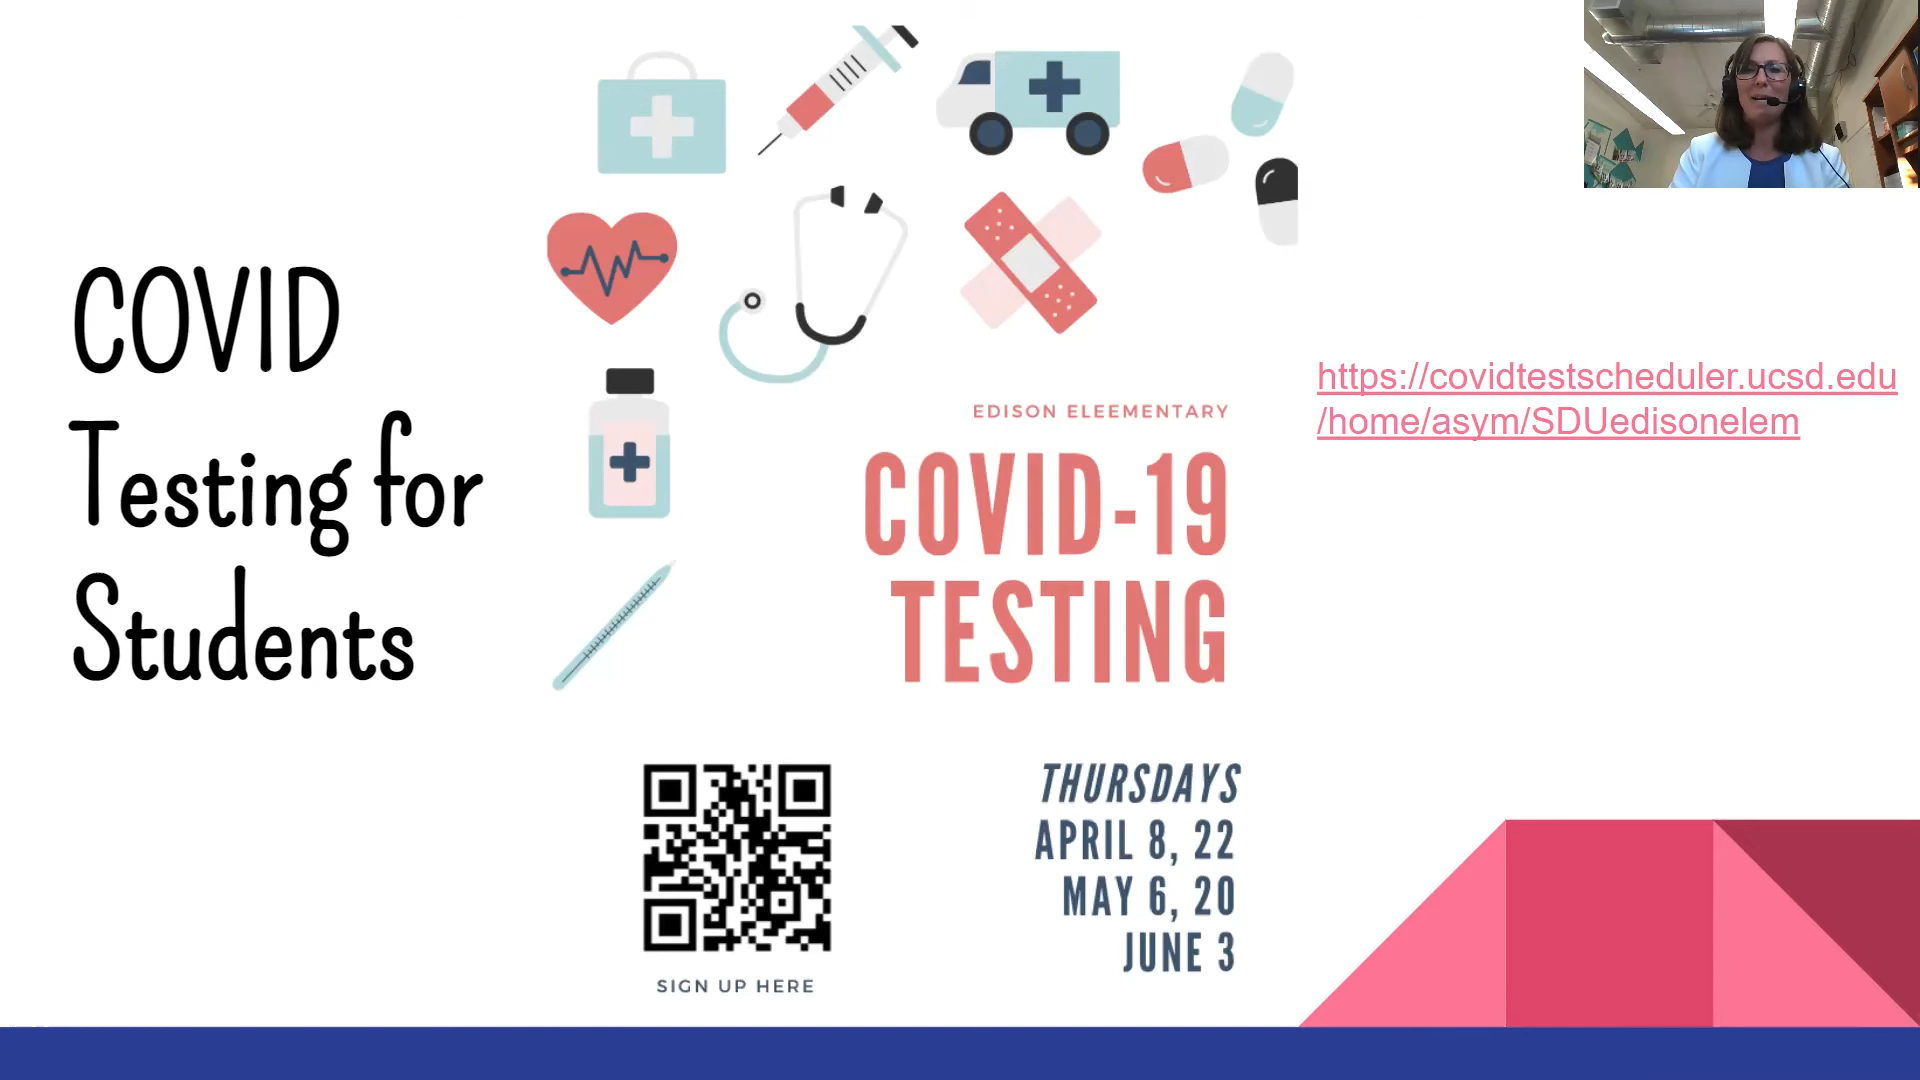 COVID
Testing for
Students
EDISON ELEEMENTARY
COVID-19
TESTING
SIGN UP HERE
THURSDAYS
APRIL 8, 22
MAY 6, 20
JUNE 3
https://covidtestscheduler.ucsd.edu
/home/asym/SDUedisonelem